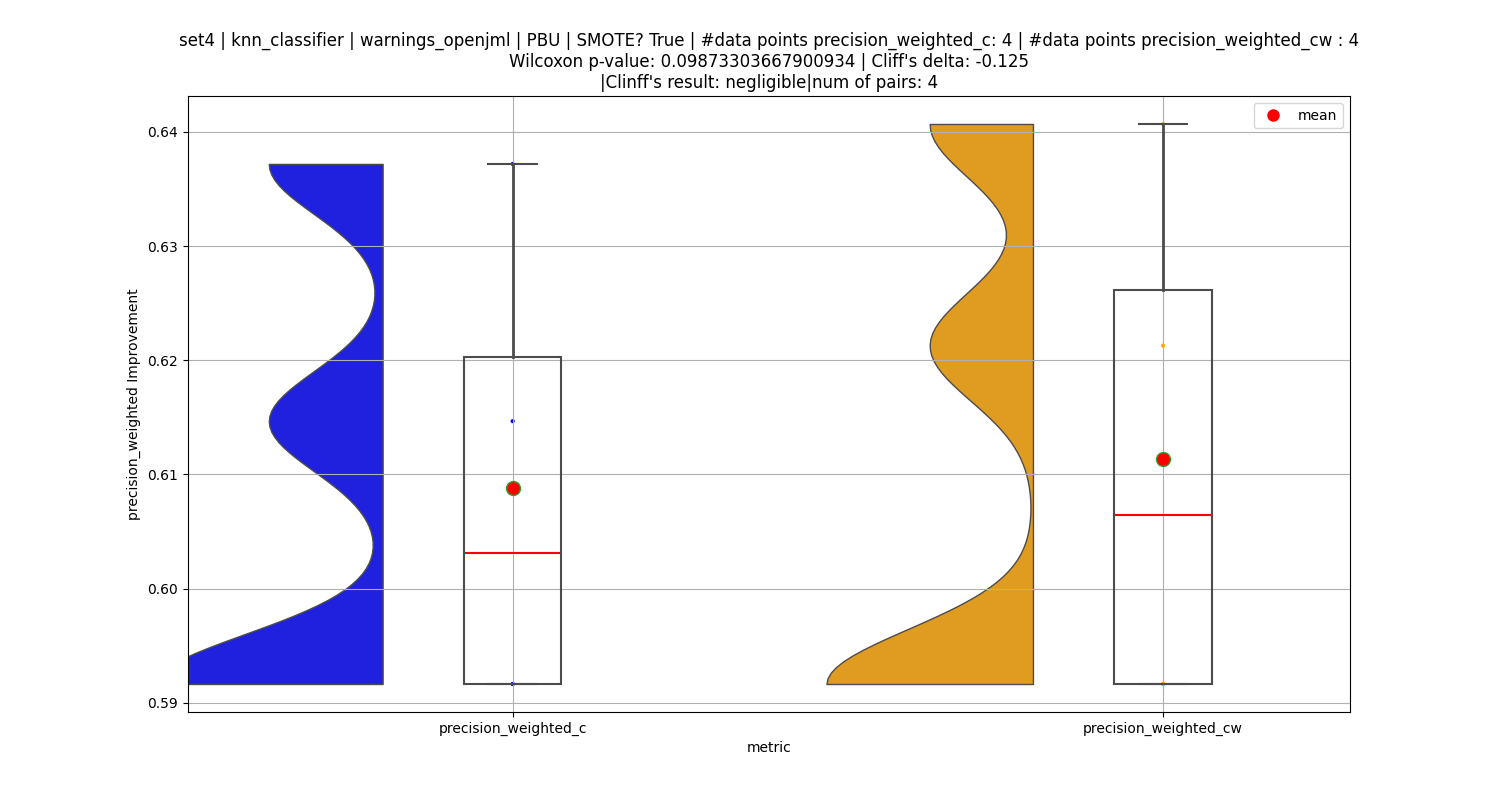 set4 | knn_classifier | warnings_openjml | PBU | SMOTE? True | #data points precision_weighted_c: 4 | #data points precision_weighted_cw : 4
Wilcoxon p-value: 0.09873303667900934 | Cliff's delta: -0.125
|Clinff's result: negligible|num of pairs: 4
mean
0.64
0.63
0.62
0.61
0.60
0.59
precision_weighted Improvement
precision_weighted_c
precision_weighted_cw
metric